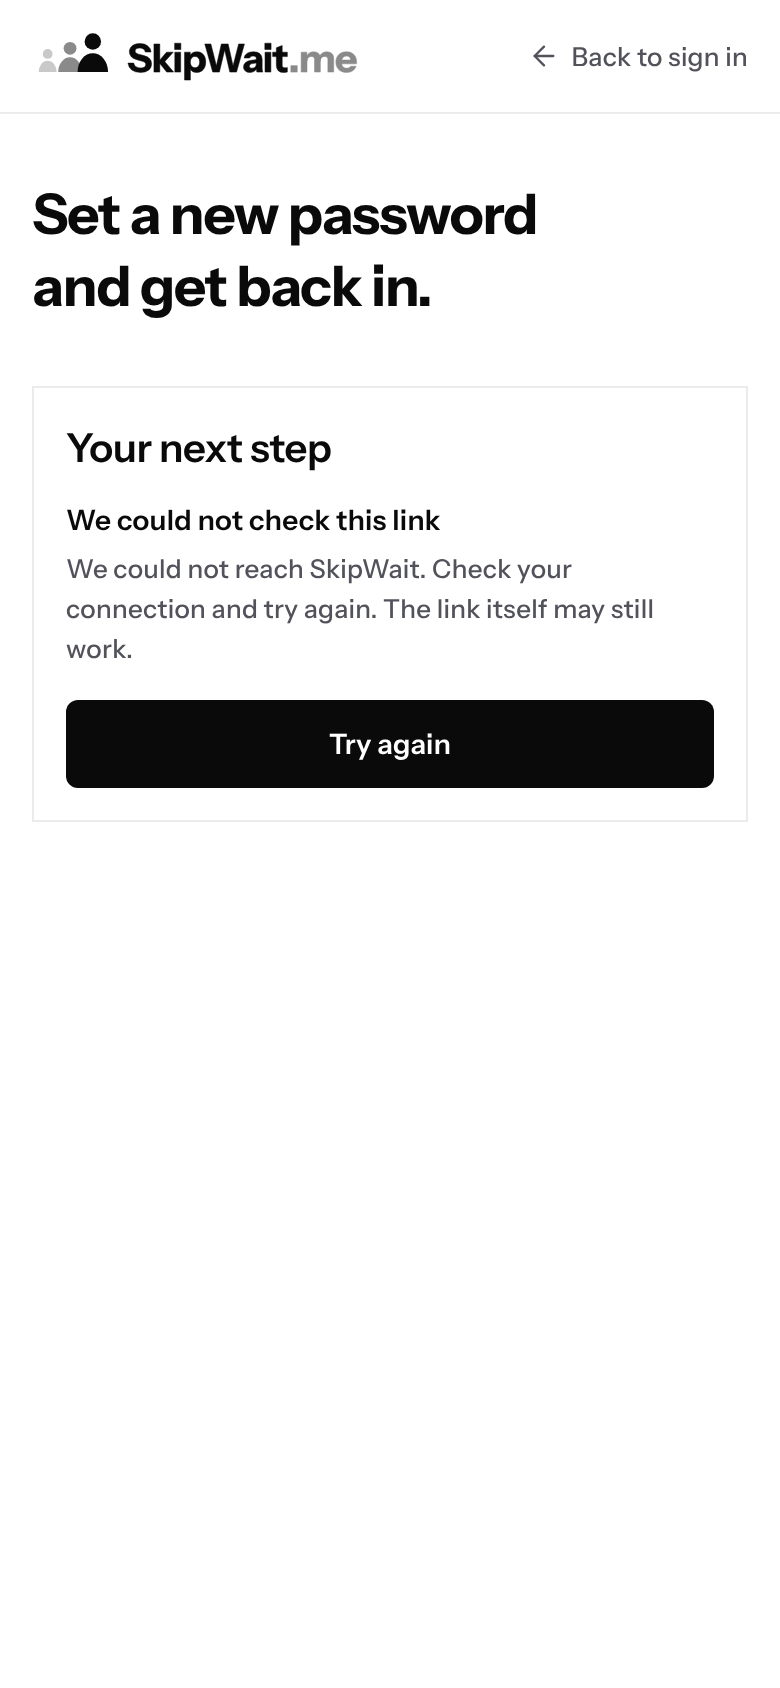 SkipWait.me
Back to sign in
Set a new password
and get back in.
Your next step
We could not check this link
We could not reach SkipWait. Check your
connection and try again. The link itself may still
work.
Try again